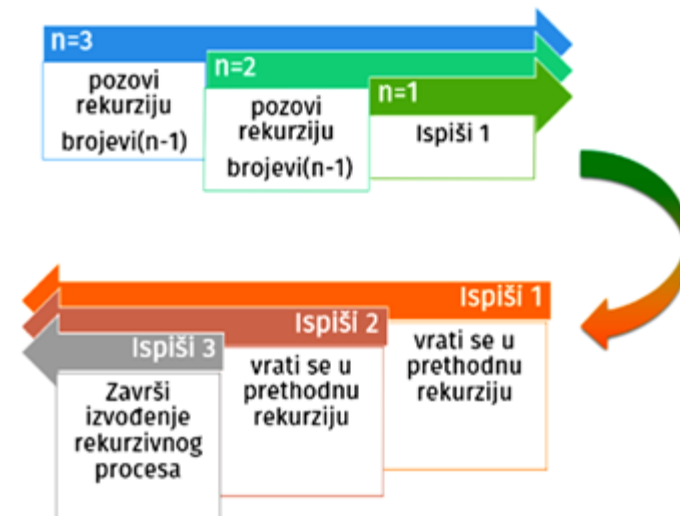 n=3
pozovi
rekurziju
brojevi(n-1)
n=2
pozovi
rekurziju
brojevi(n-1)
n=1
Ispiši 1
Ispiši 1
vrati se u
prethodnu
rekurziju
Ispiši 2
vrati se u
prethodnu
rekurziju
Ispiši 3
Završi
izvođenje
rekurzivnog
procesa